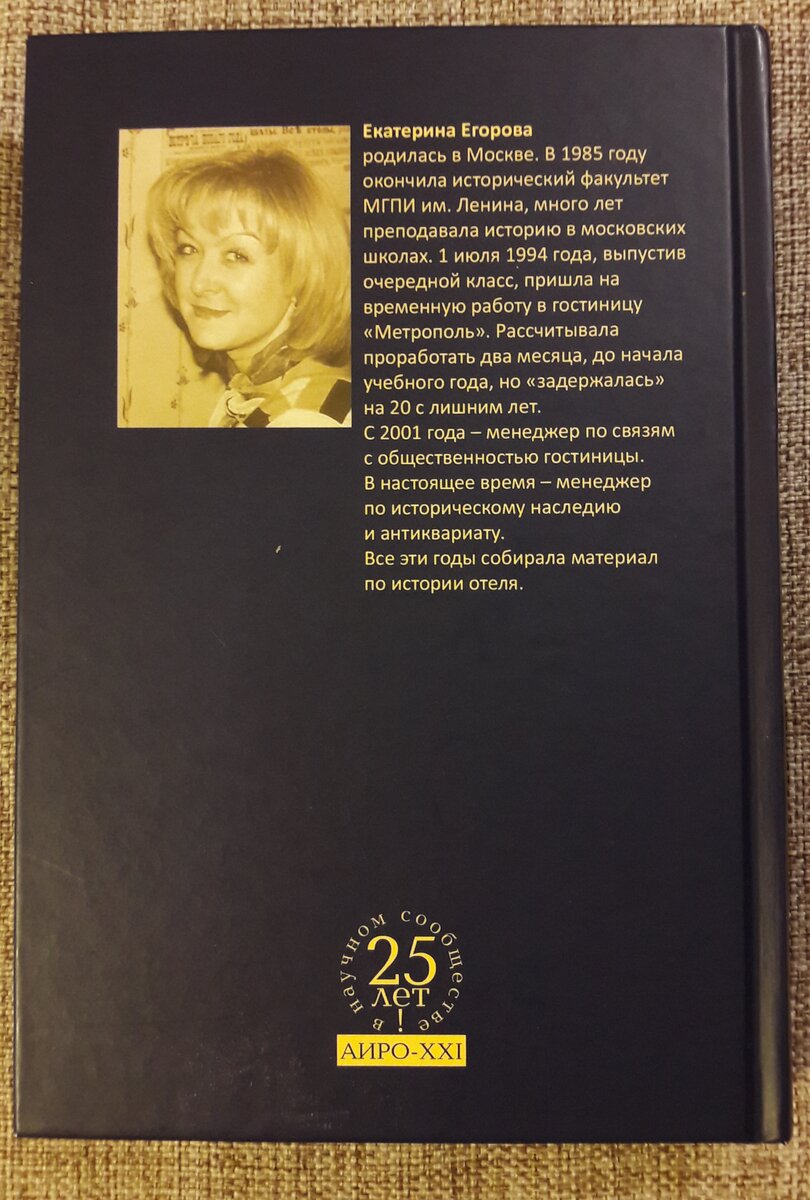 Екатерина Егорова
родилась в Москве. В 1985 году
окончила исторический факультет
МГПИ им. Ленина, много лет
преподавала историю в московских
школах. 1 июля 1994 года, выпустив
очередной класс, пришла на
временную работу в гостиницу
«Метрополь». Рассчитывала
проработать два месяца, до начала
учебного года, но «задержалась»
на 20 с лишним лет.
С 2001 года – менеджер по связям
с общественностью гостиницы.
В настоящее время – менеджер
по историческому наследию
и антиквариату.
Все эти годы собирала материал
по истории отеля.
в научном сообществе
25
лет
!
АИРО-XXI